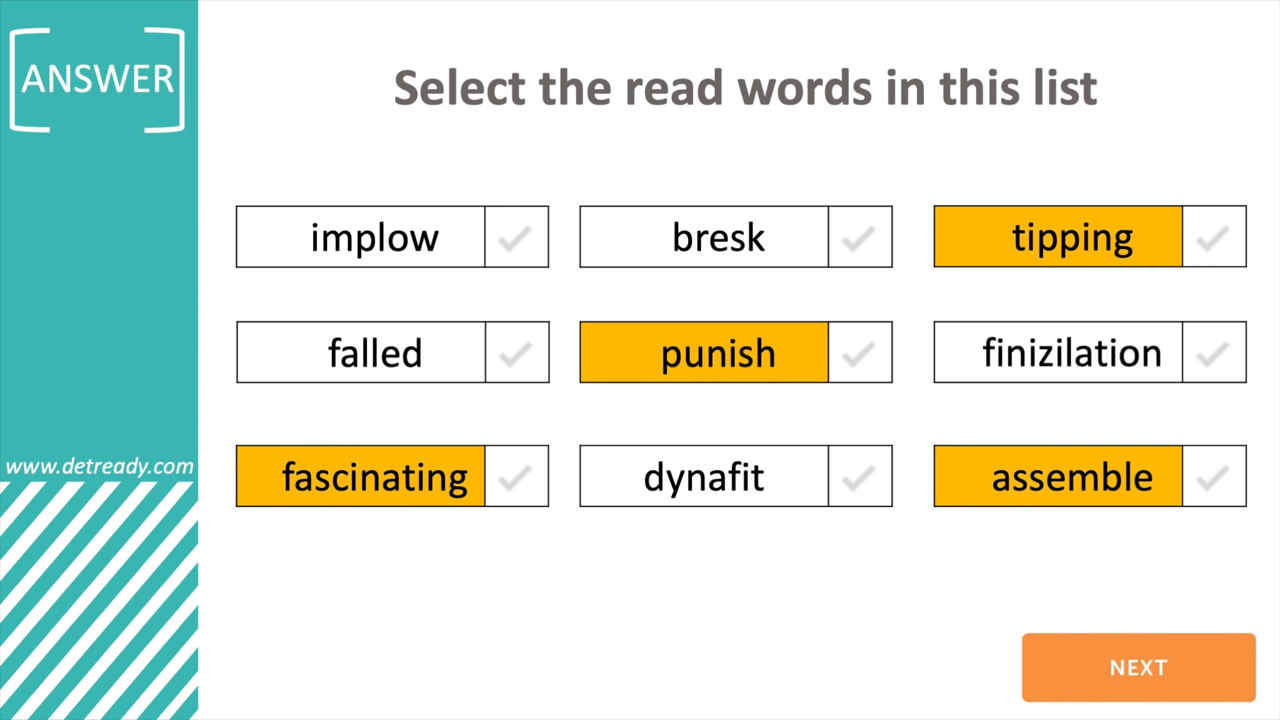 ANSWER
Select the read words in this list
implow
bresk
tipping
falled
punish
finizilation
fascinating
dynafit
assemble
www.detready.com
NEXT